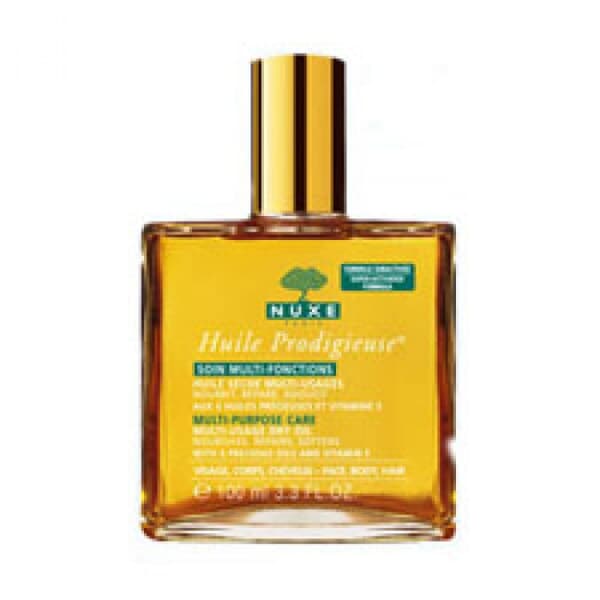 NUXE
PARIS
Huile Prodigieuse®
SOIN MULTI-FONCTIONS
HUILE SÈCHE MULTI-USAGES
NOURRIT, RÉPARE, ADOUCIT
AUX 6 HUILES PRÉCIEUSES ET VITAMINE E
MULTI-PURPOSE CARE
MULTI-USAGE DRY OIL
NOURISHES, REPAIRS, SOFTENS
WITH 6 PRECIOUS OILS AND VITAMIN E
VISAGE, CORPS, CHEVEUX - FACE, BODY, HAIR
℮ 100 ml 3.3 FL.OZ.
FORMULA